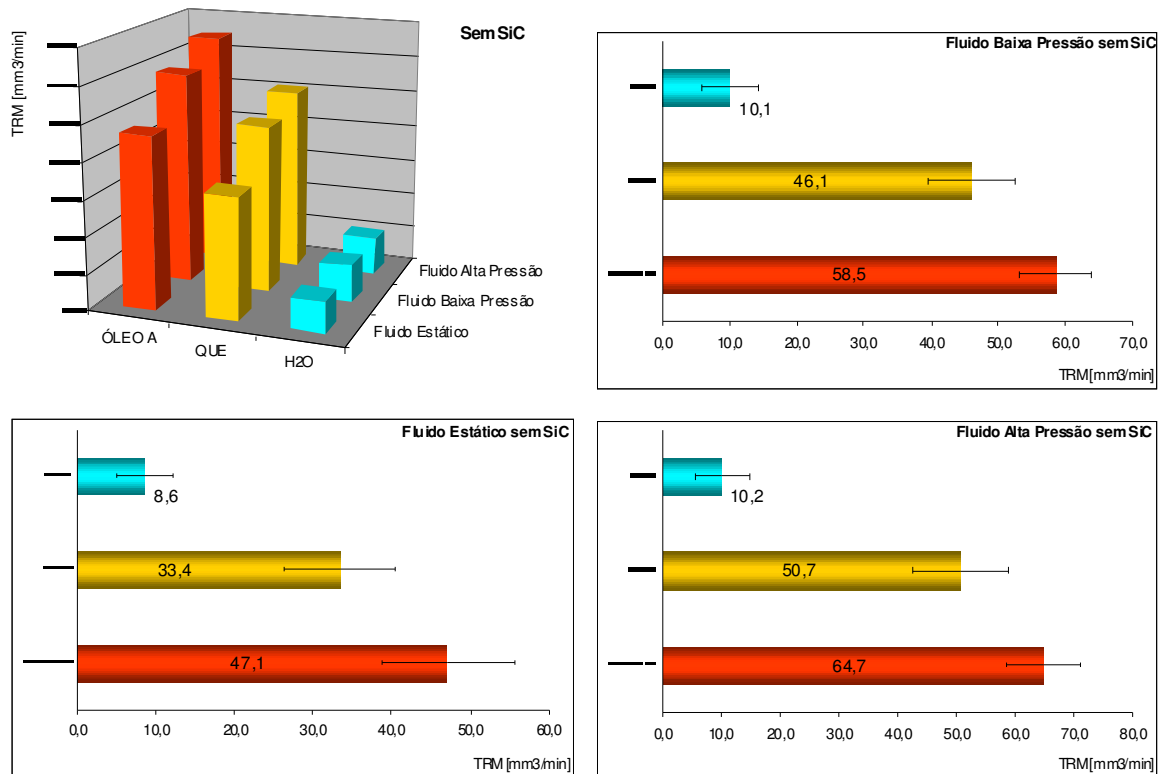 Sem SiC
TRM [mm3/min]
Fluido Alta Pressão
Fluido Baixa Pressão
Fluido Estático
ÓLEO A
QUE
H2O
Fluido Baixa Pressão sem SiC
10,1
46,1
58,5
0,0 10,0 20,0 30,0 40,0 50,0 60,0 70,0
TRM[mm3/min]
Fluido Estático sem SiC
8,6
33,4
47,1
0,0 10,0 20,0 30,0 40,0 50,0 60,0
TRM[mm3/min]
Fluido Alta Pressão sem SiC
10,2
50,7
64,7
0,0 10,0 20,0 30,0 40,0 50,0 60,0 70,0 80,0
TRM[mm3/min]